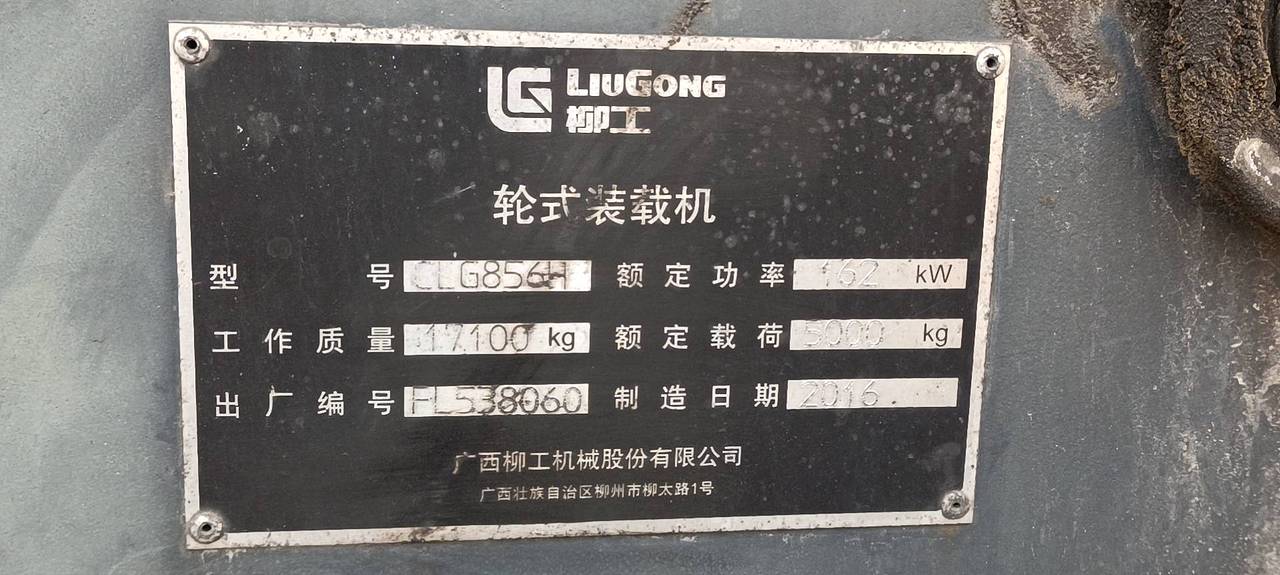 LG LIUGONG
柳工
轮式装载机
型号 CLG856H 额定功率 162 kW
工作质量 17100 kg 额定载荷 5000 kg
出厂编号 FL538060 制造日期 2016.
广西柳工机械股份有限公司
广西壮族自治区柳州市柳太路1号